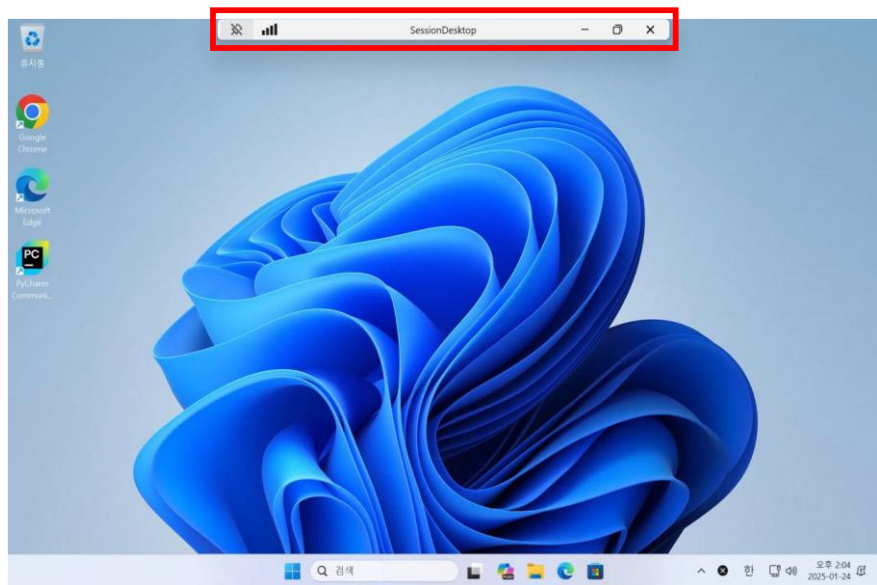 SessionDesktop
휴지통
Google
Chrome
Microsoft
Edge
PC
PyCharm
Communi...
검색
한
오후 2:04
2025-01-24